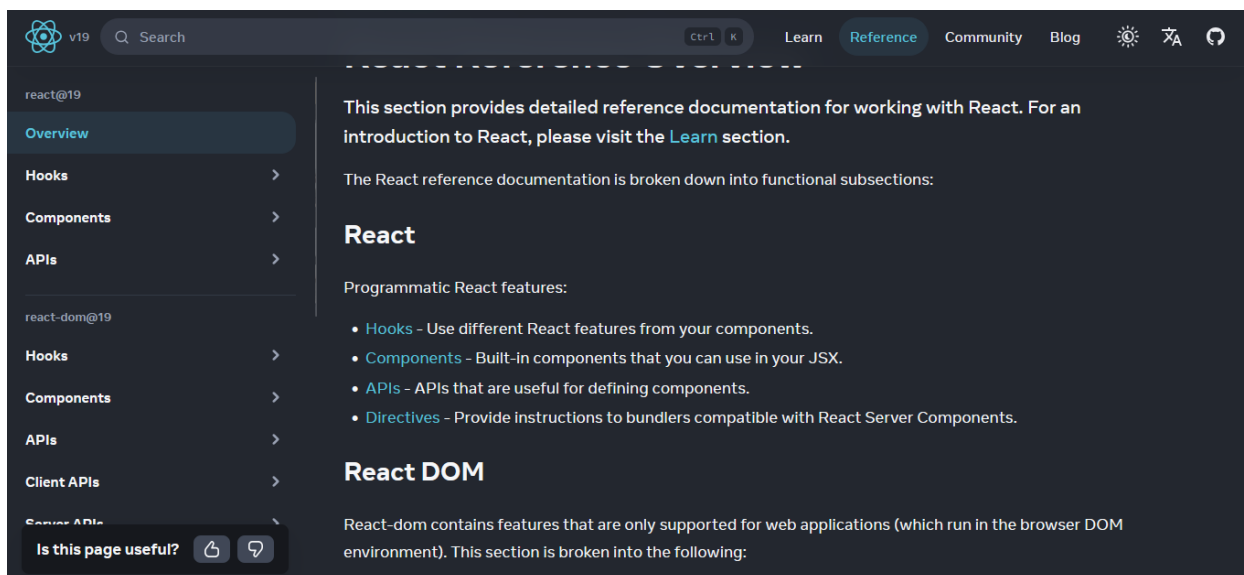 v19
Search
Ctrl K
Learn
Reference
Community
Blog
React Reference Overview
react@19
Overview
Hooks
Components
APIs
react-dom@19
Hooks
Components
APIs
Client APIs
Server APIs
Is this page useful?
This section provides detailed reference documentation for working with React. For an
introduction to React, please visit the Learn section.
The React reference documentation is broken down into functional subsections:
React
Programmatic React features:
• Hooks - Use different React features from your components.
• Components - Built-in components that you can use in your JSX.
• APIs - APIs that are useful for defining components.
• Directives - Provide instructions to bundlers compatible with React Server Components.
React DOM
React-dom contains features that are only supported for web applications (which run in the browser DOM
environment). This section is broken into the following: